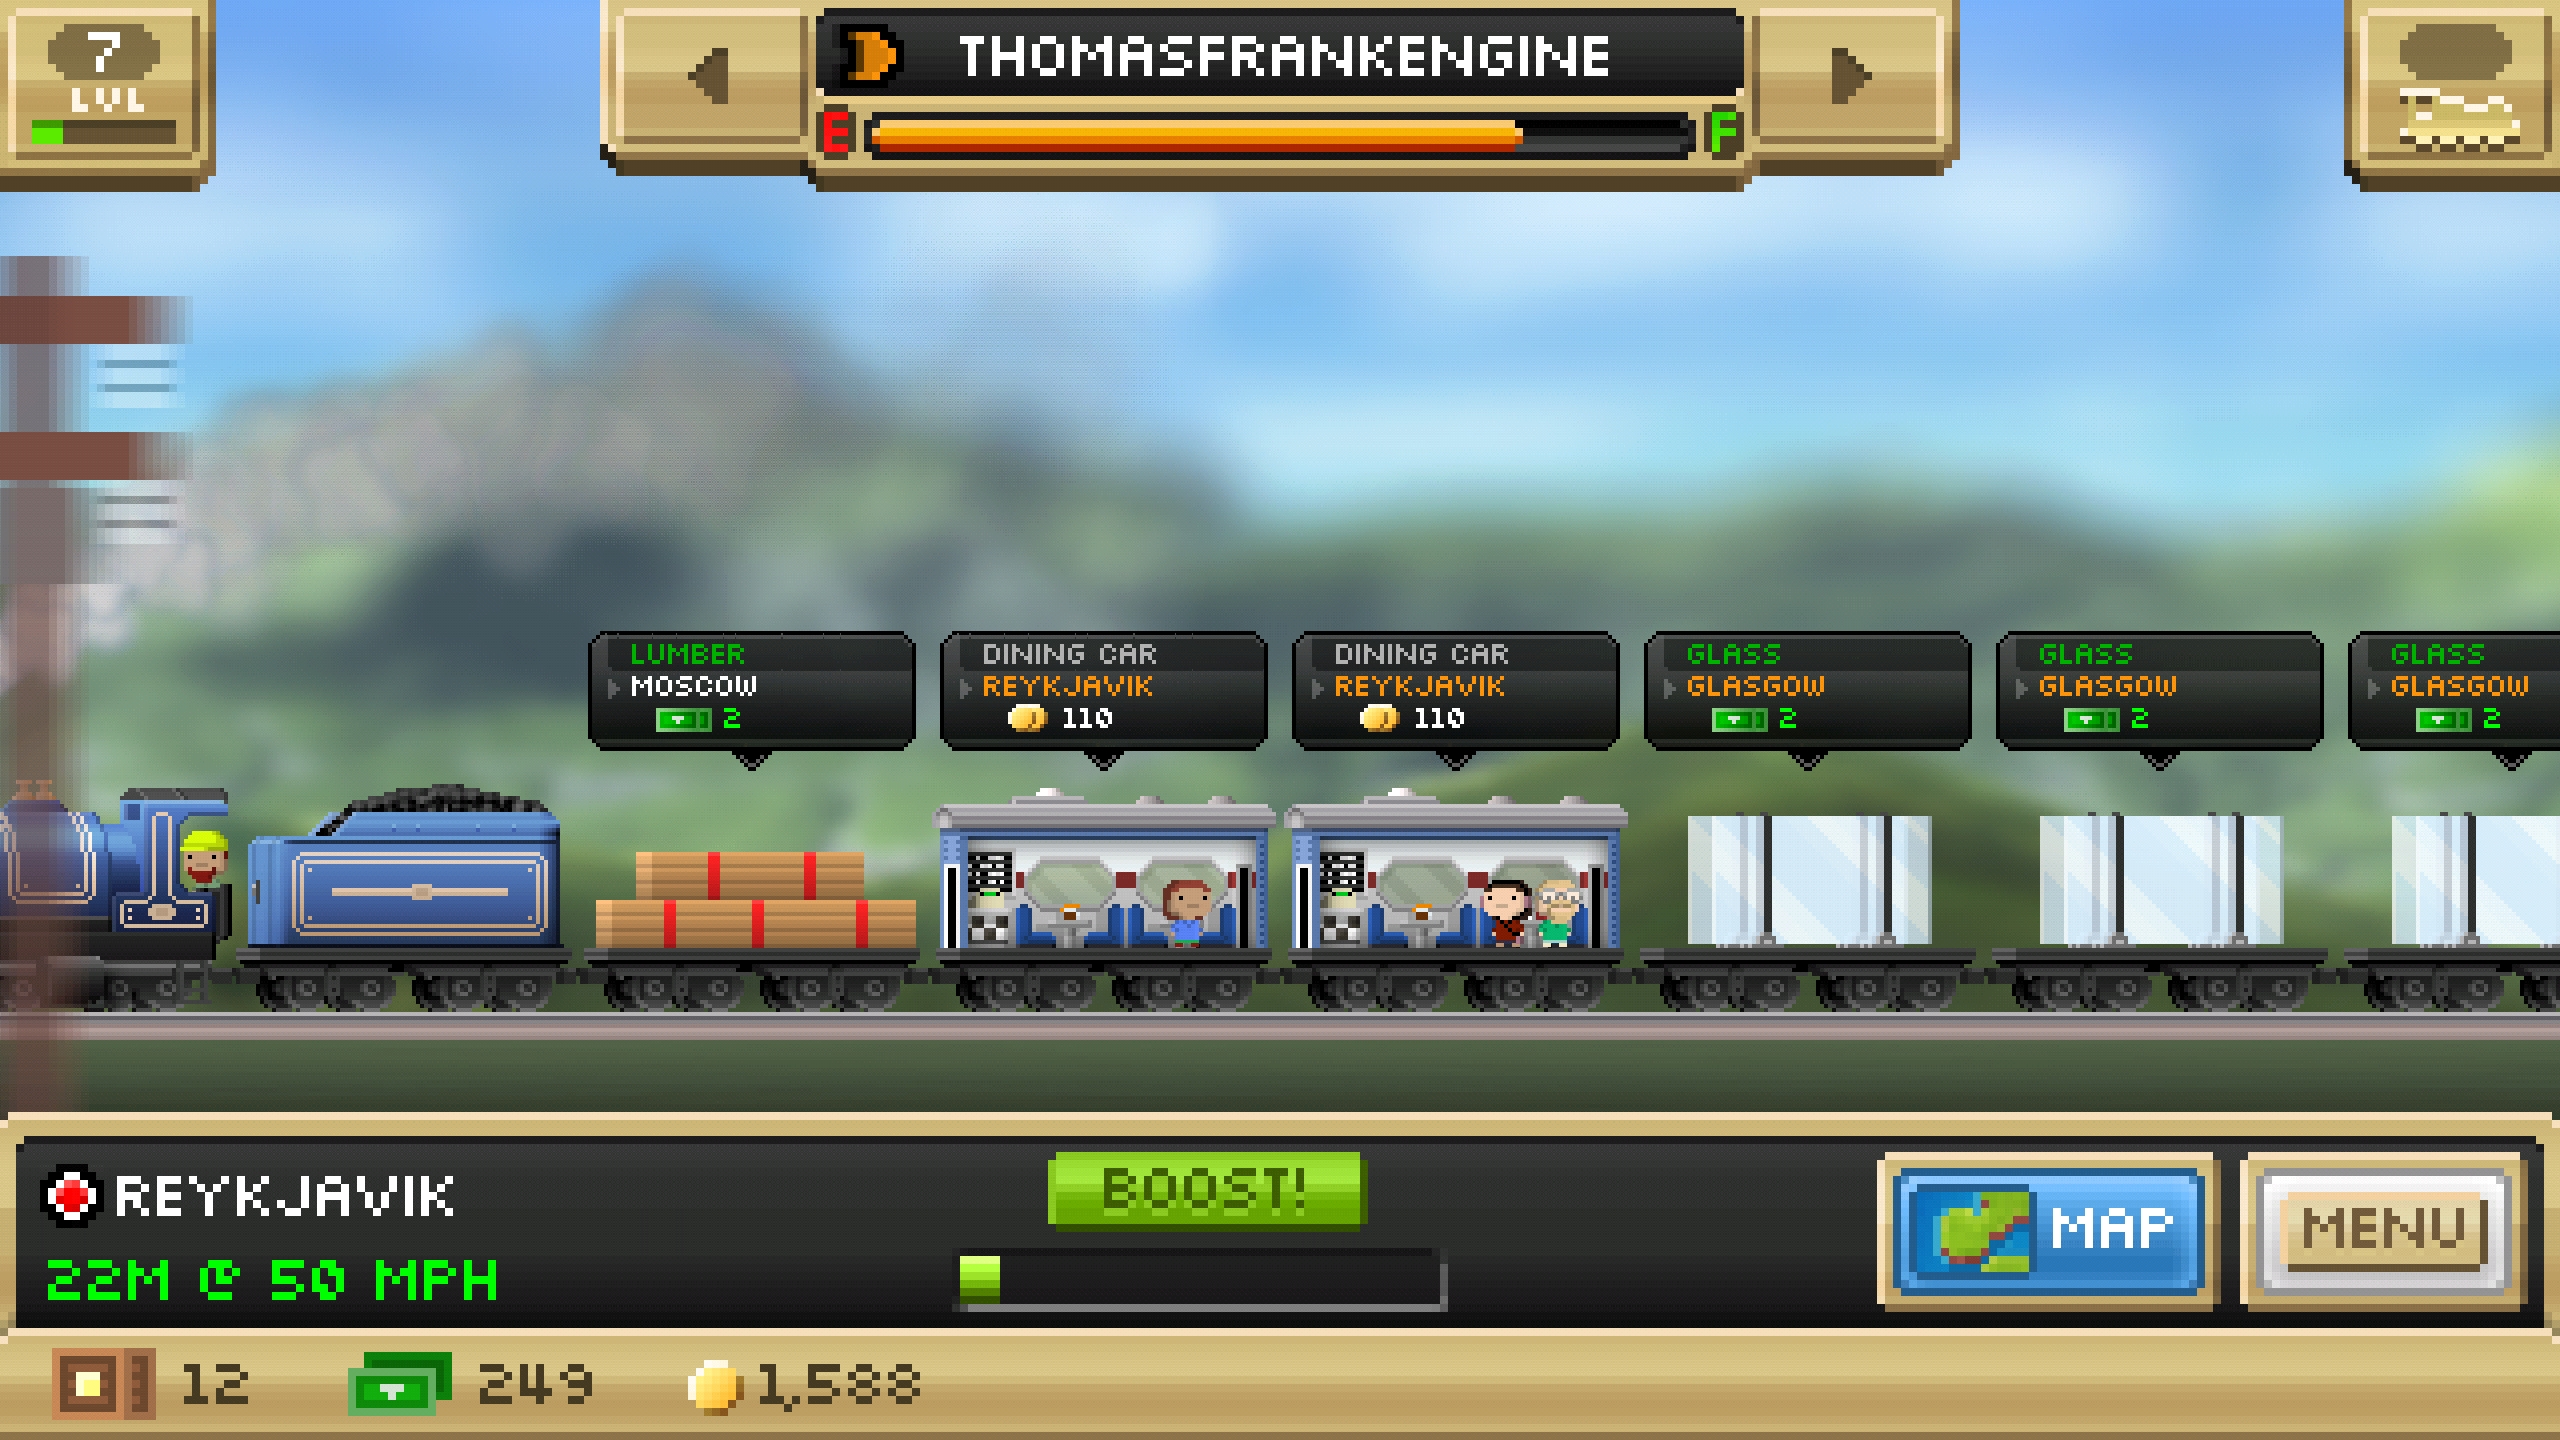 7
LVL
THOMASFRANKENGINE
E
F
LUMBER
MOSCOW
2
DINING CAR
REYKJAVIK
110
DINING CAR
REYKJAVIK
110
GLASS
GLASGOW
2
GLASS
GLASGOW
2
GLASS
GLASGOW
2
REYKJAVIK
22M @ 50 MPH
BOOST!
MAP
MENU
12
249
1,588